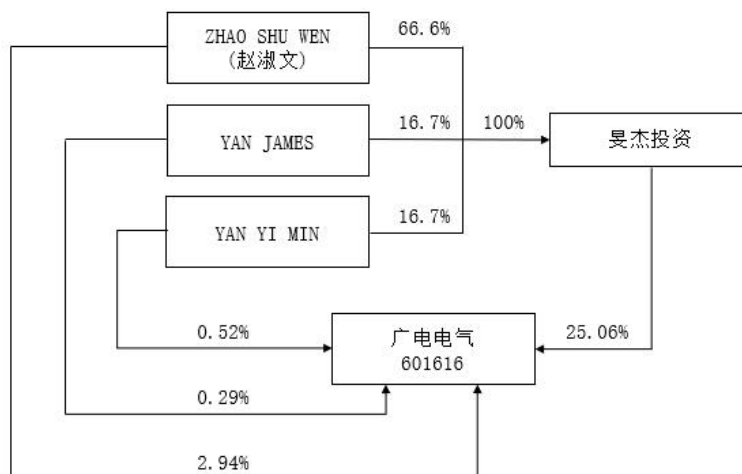 ZHAO SHU WEN
(赵淑文)
66.6%
YAN JAMES
16.7%
100%
旻杰投资
YAN YI MIN
16.7%
0.52%
广电电气
601616
25.06%
0.29%
2.94%